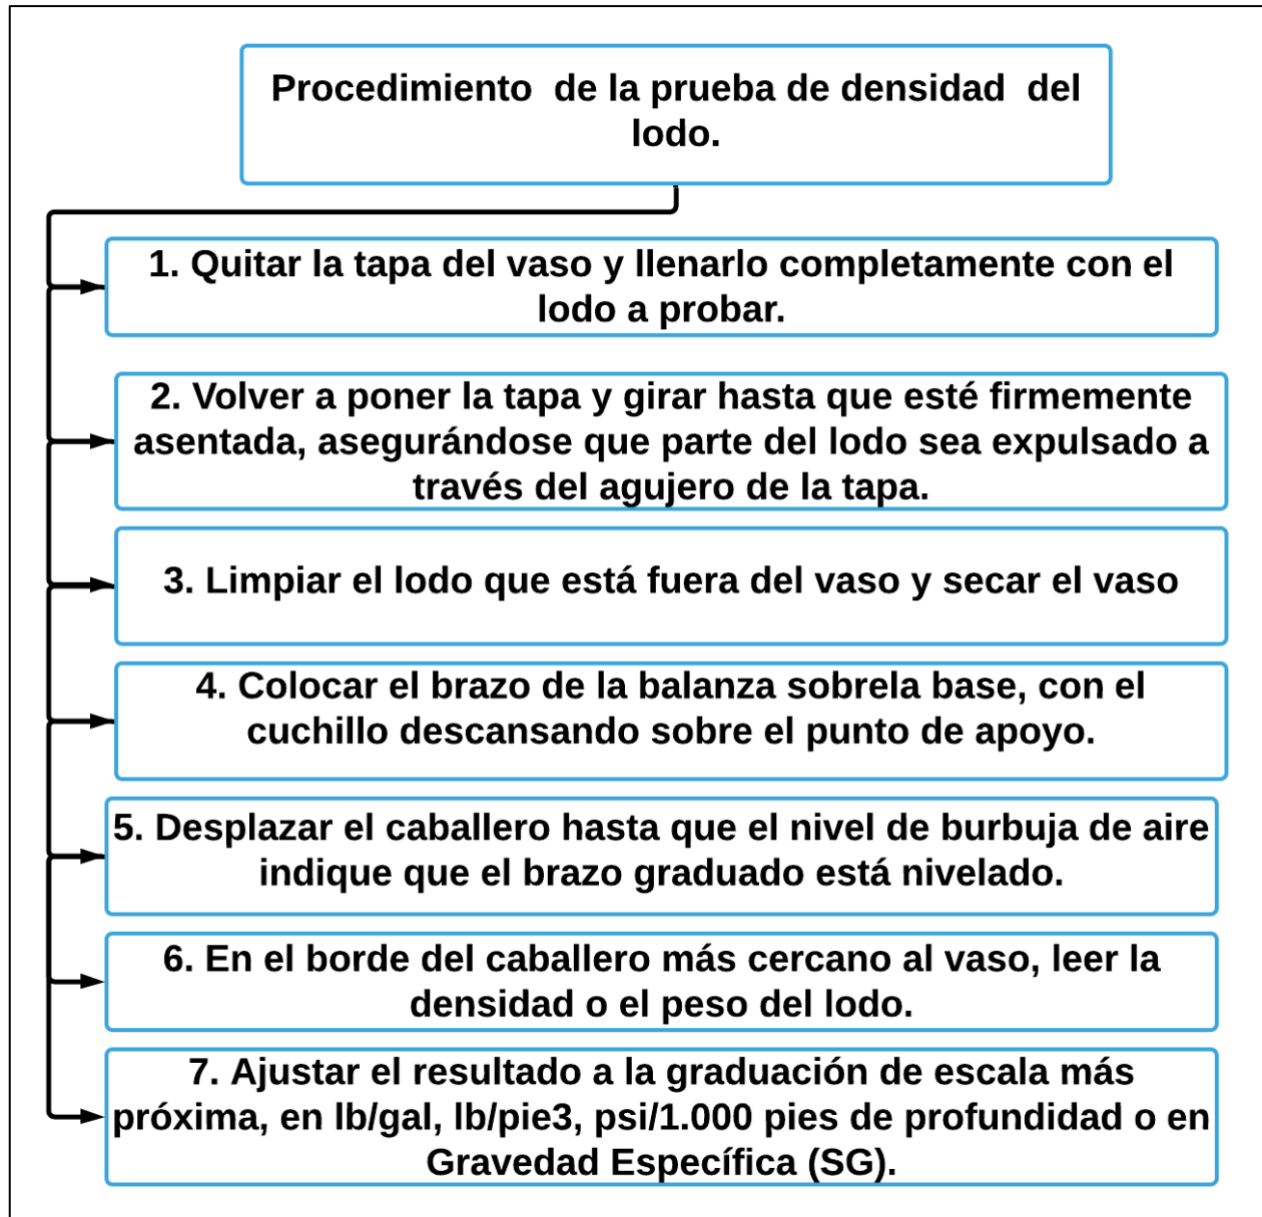 Procedimiento de la prueba de densidad del
lodo.
1. Quitar la tapa del vaso y llenarlo completamente con el
lodo a probar.
2. Volver a poner la tapa y girar hasta que esté firmemente
asentada, asegurándose que parte del lodo sea expulsado a
través del agujero de la tapa.
3. Limpiar el lodo que está fuera del vaso y secar el vaso
4. Colocar el brazo de la balanza sobrela base, con el
cuchillo descansando sobre el punto de apoyo.
5. Desplazar el caballero hasta que el nivel de burbuja de aire
indique que el brazo graduado está nivelado.
6. En el borde del caballero más cercano al vaso, leer la
densidad o el peso del lodo.
7. Ajustar el resultado a la graduación de escala más
próxima, en lb/gal, lb/pie3, psi/1.000 pies de profundidad o en
Gravedad Específica (SG).